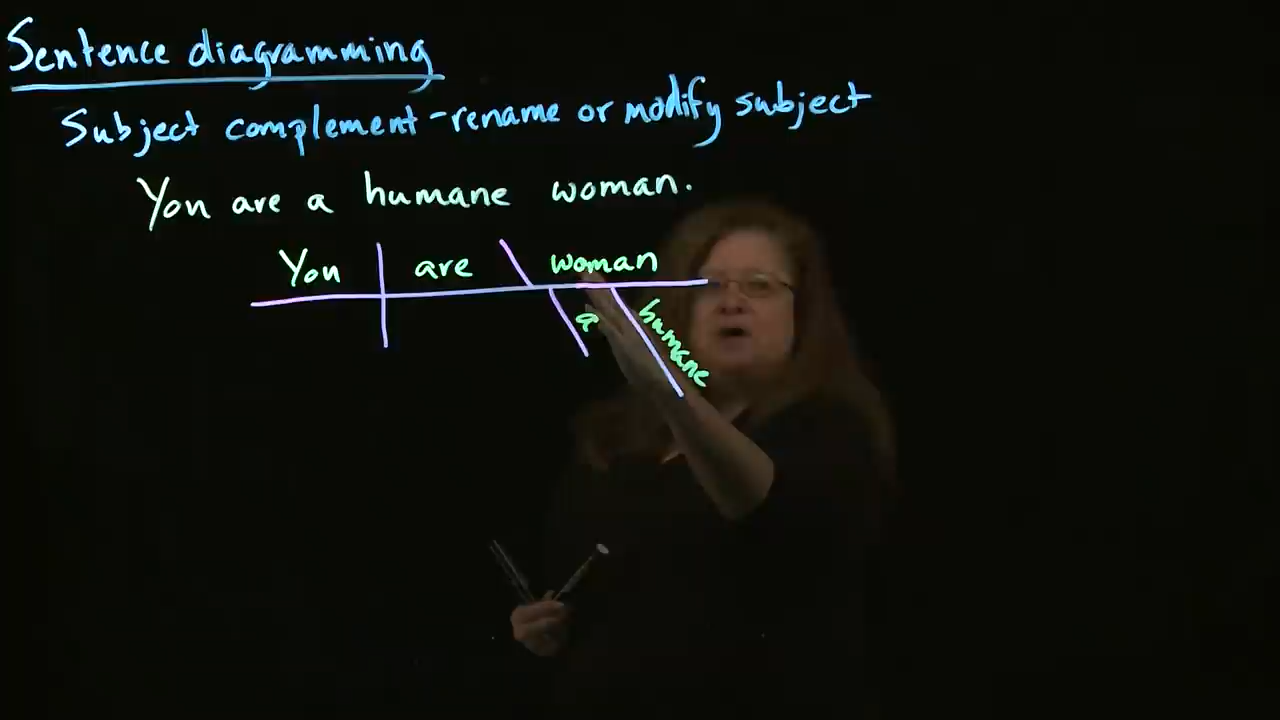 Sentence diagramming
Subject complement - rename or modify subject
You are a humane woman.
You are woman
a humane